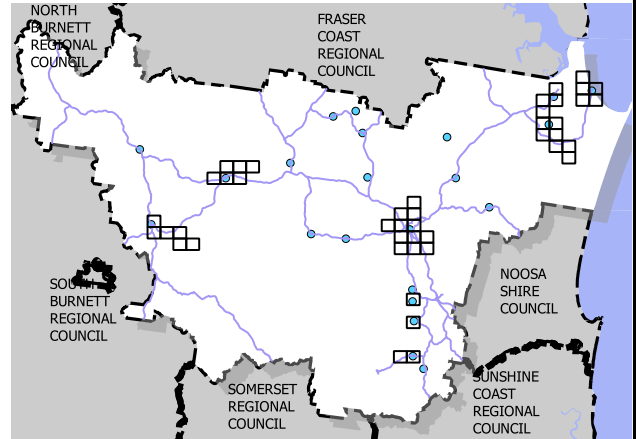 NORTH
BURNETT
REGIONAL
COUNCIL
FRASER
COAST
REGIONAL
COUNCIL
NOOSA
SHIRE
COUNCIL
SOUTH
BURNETT
REGIONAL
COUNCIL
SOMERSET
REGIONAL
COUNCIL
SUNSHINE
COAST
REGIONAL
COUNCIL